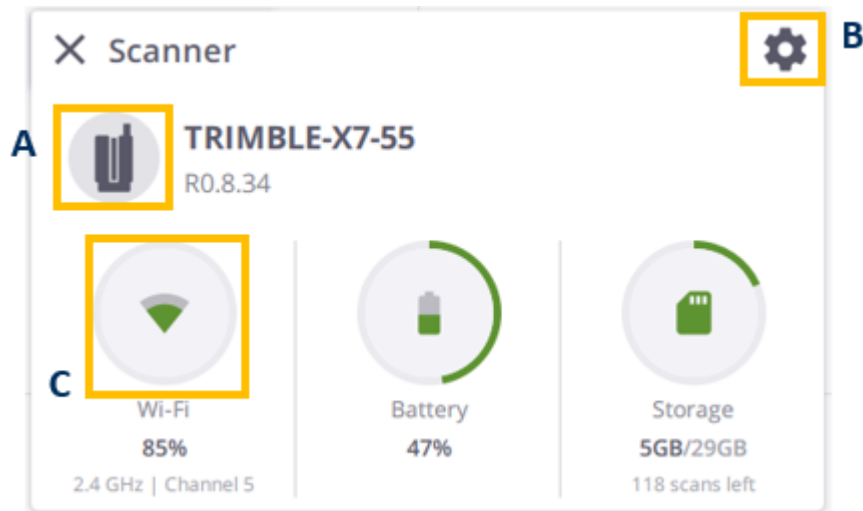 Scanner
B
A
TRIMBLE-X7-55
R0.8.34
C
Wi-Fi
85%
2.4 GHz | Channel 5
Battery
47%
Storage
5GB/29GB
118 scans left